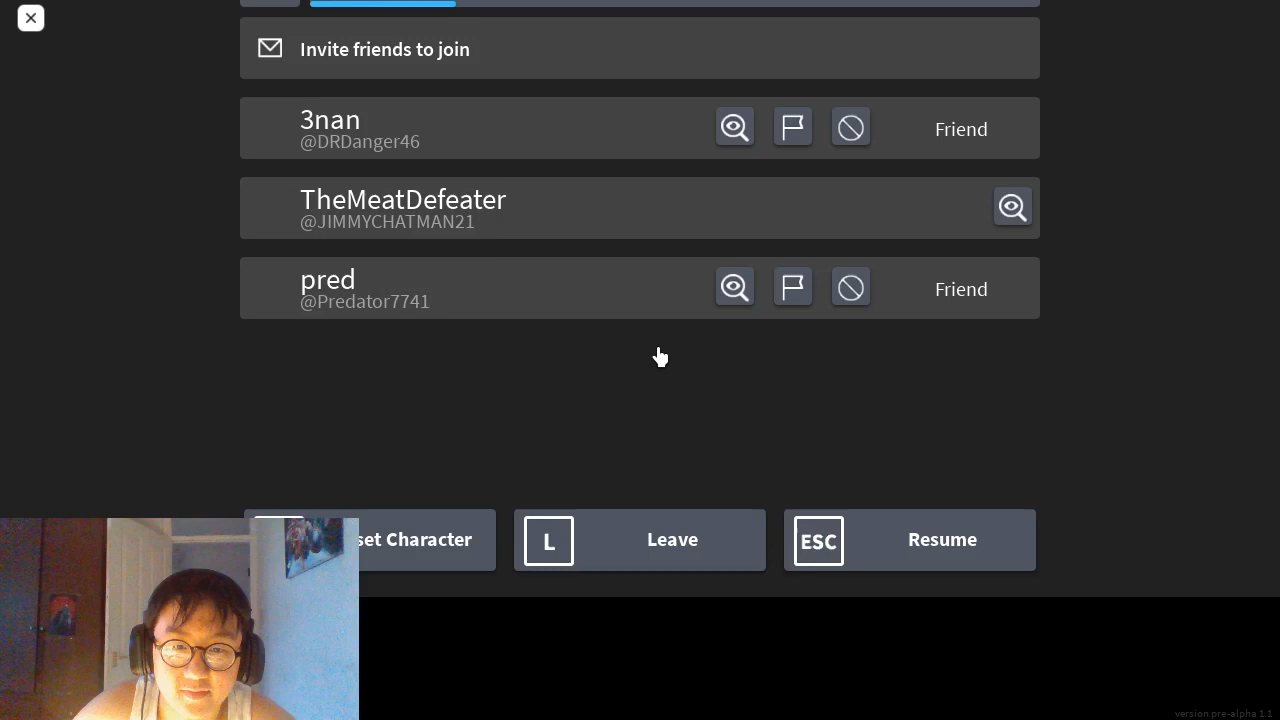 Invite friends to join
3nan
@DRDanger46
Friend
TheMeatDefeater
@JIMMYCHATMAN21
pred
@Predator7741
Friend
set Character
L
Leave
ESC
Resume
version pre-alpha 1.1